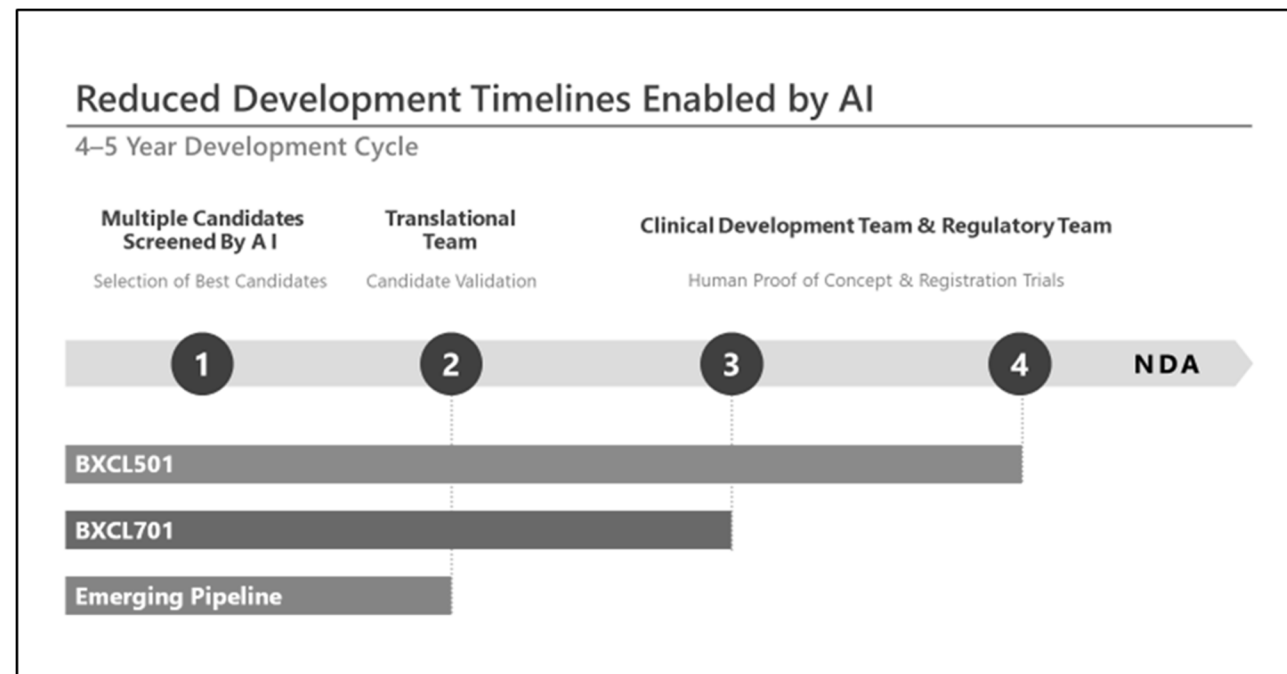 Reduced Development Timelines Enabled by AI
4–5 Year Development Cycle
Multiple Candidates
Screened By A I
Selection of Best Candidates
Translational
Team
Candidate Validation
Clinical Development Team & Regulatory Team
Human Proof of Concept & Registration Trials
1
2
3
4
NDA
BXCL501
BXCL701
Emerging Pipeline